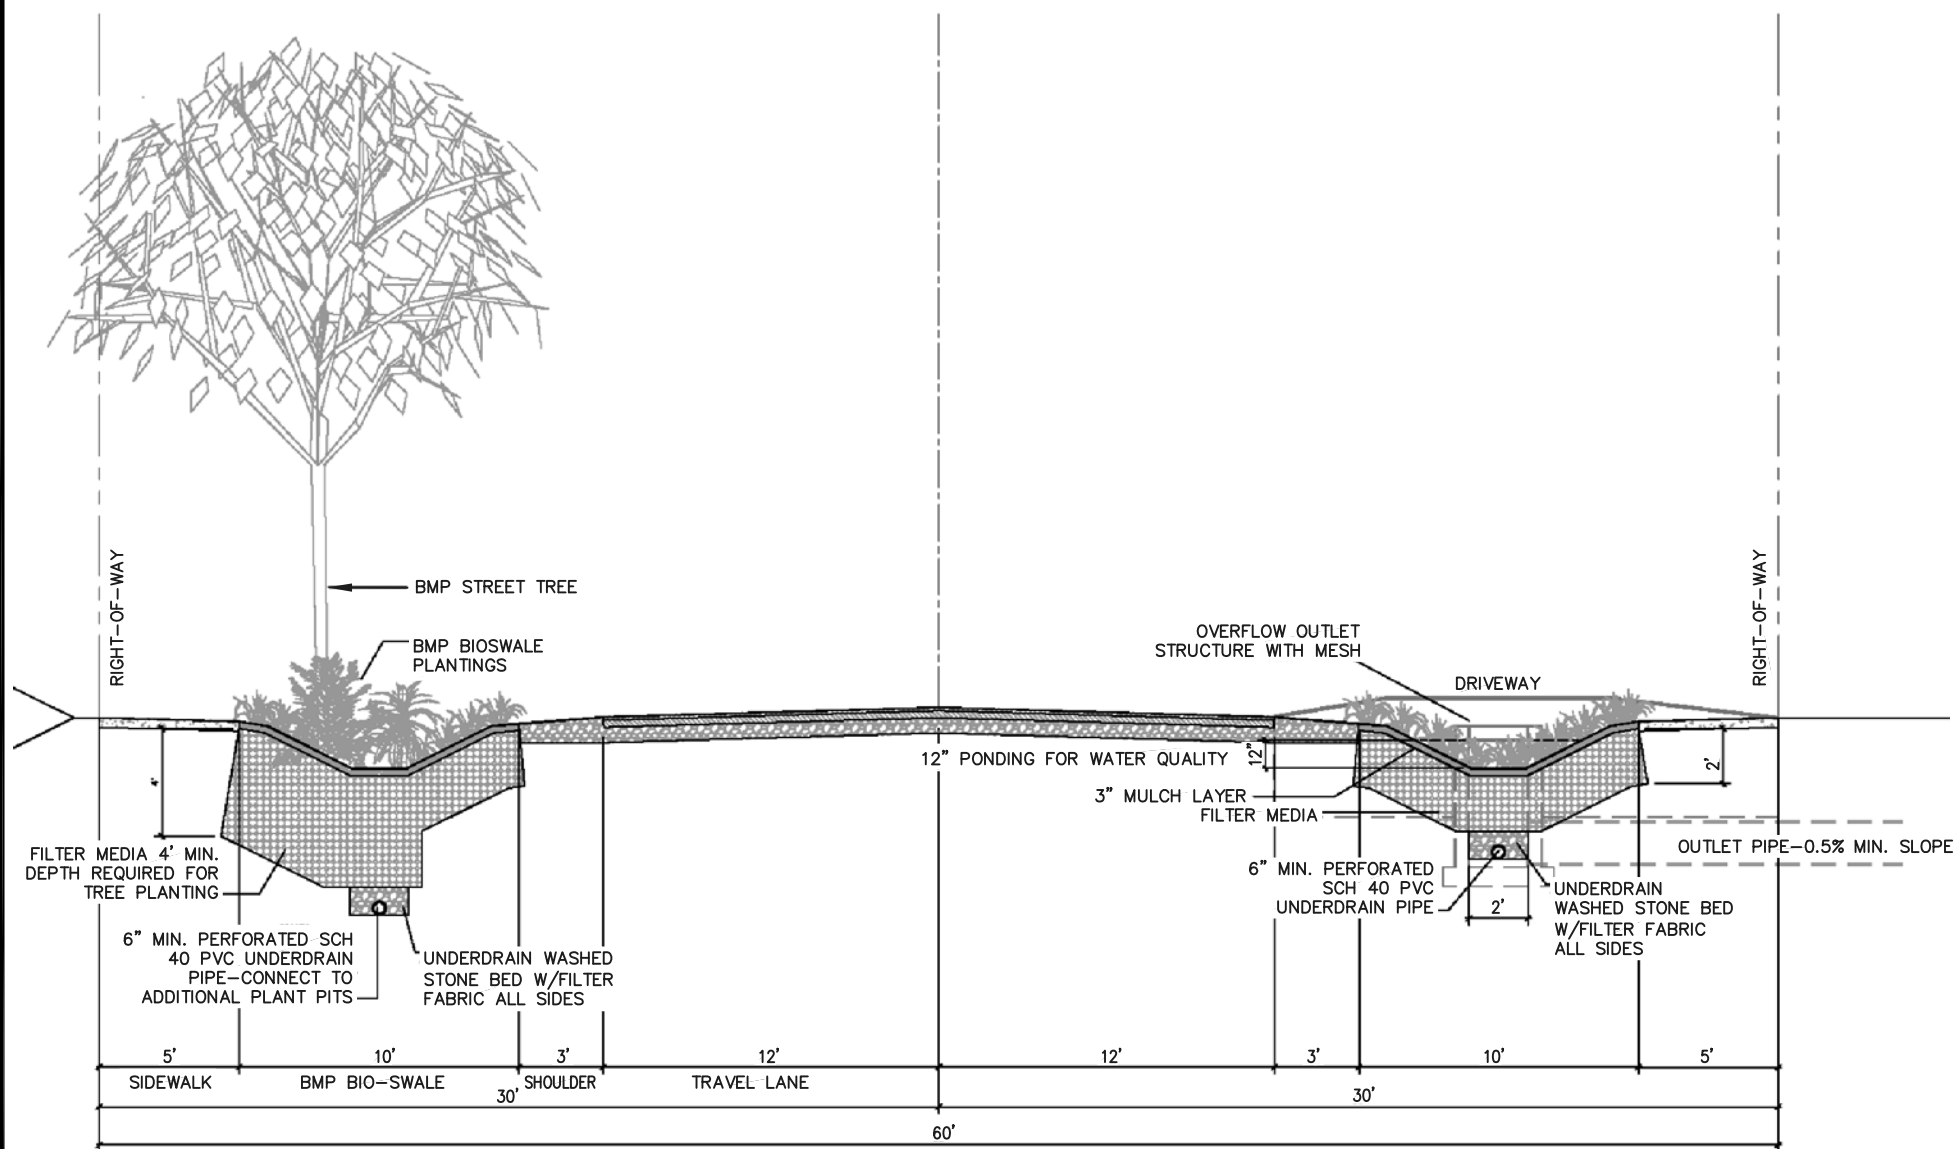 RIGHT-OF-WAY
BMP STREET TREE
BMP BIOSWALE
PLANTINGS
4'
FILTER MEDIA 4' MIN.
DEPTH REQUIRED FOR
TREE PLANTING
6" MIN. PERFORATED SCH
40 PVC UNDERDRAIN
PIPE-CONNECT TO
ADDITIONAL PLANT PITS
UNDERDRAIN WASHED
STONE BED W/FILTER
FABRIC ALL SIDES
OVERFLOW OUTLET
STRUCTURE WITH MESH
DRIVEWAY
RIGHT-OF-WAY
12" PONDING FOR WATER QUALITY
12"
3" MULCH LAYER
FILTER MEDIA
2'
OUTLET PIPE-0.5% MIN. SLOPE
6" MIN. PERFORATED
SCH 40 PVC
UNDERDRAIN PIPE
2'
UNDERDRAIN
WASHED STONE BED
W/FILTER FABRIC
ALL SIDES
5' 10' 3' 12' 12' 3' 10' 5'
SIDEWALK BMP BIO-SWALE SHOULDER TRAVEL LANE
30' 30'
60'